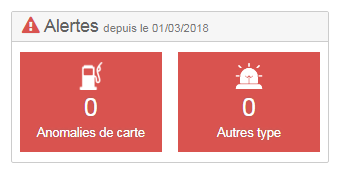 Alertes depuis le 01/03/2018
0
Anomalies de carte
0
Autres type